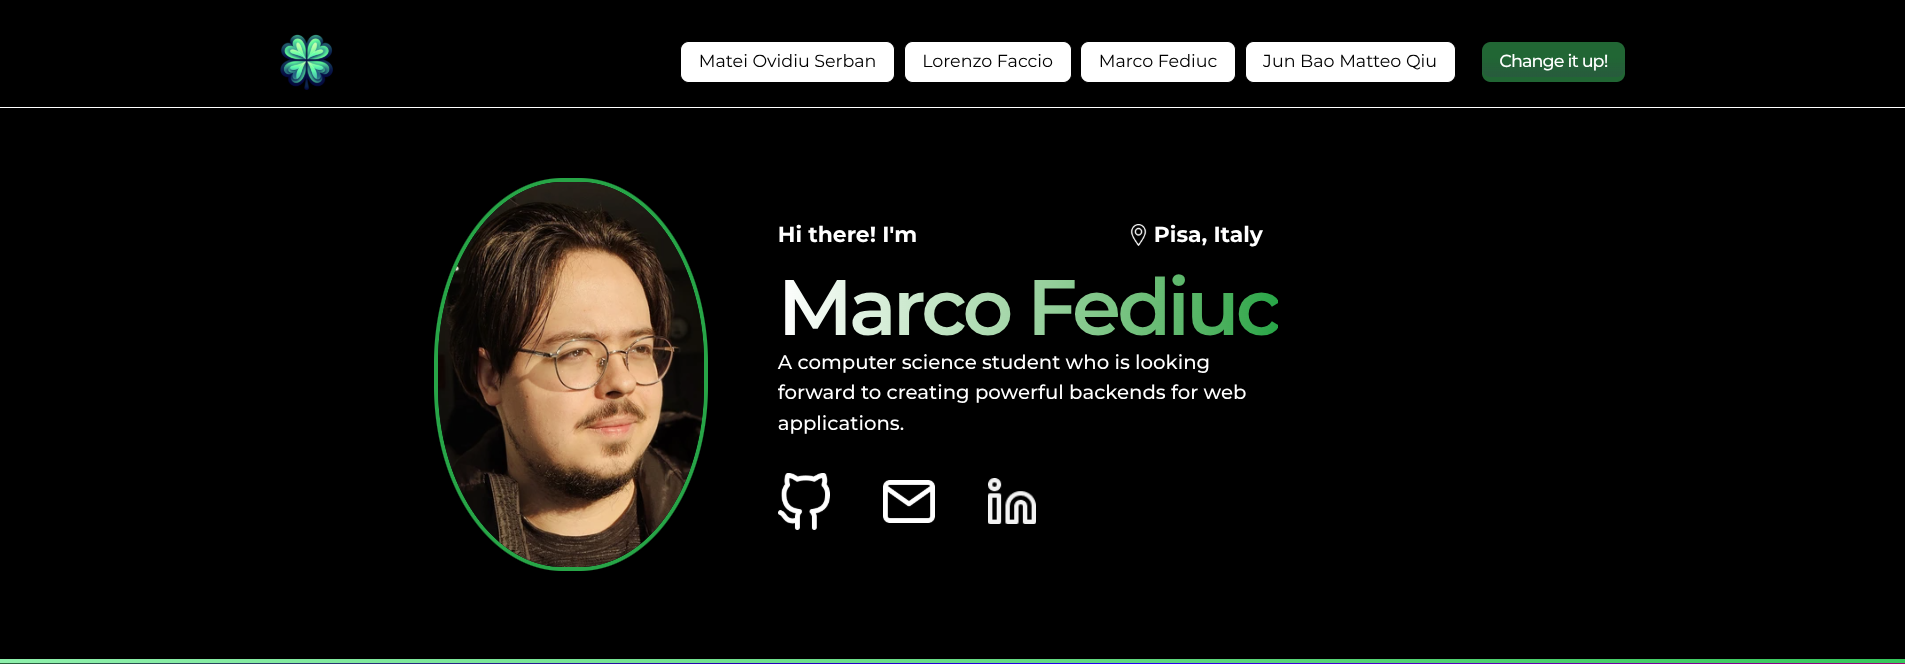 Matei Ovidiu Serban
Lorenzo Faccio
Marco Fediuc
Jun Bao Matteo Qiu
Change it up!
Hi there! I'm
Pisa, Italy
Marco Fediuc
A computer science student who is looking
forward to creating powerful backends for web
applications.
in